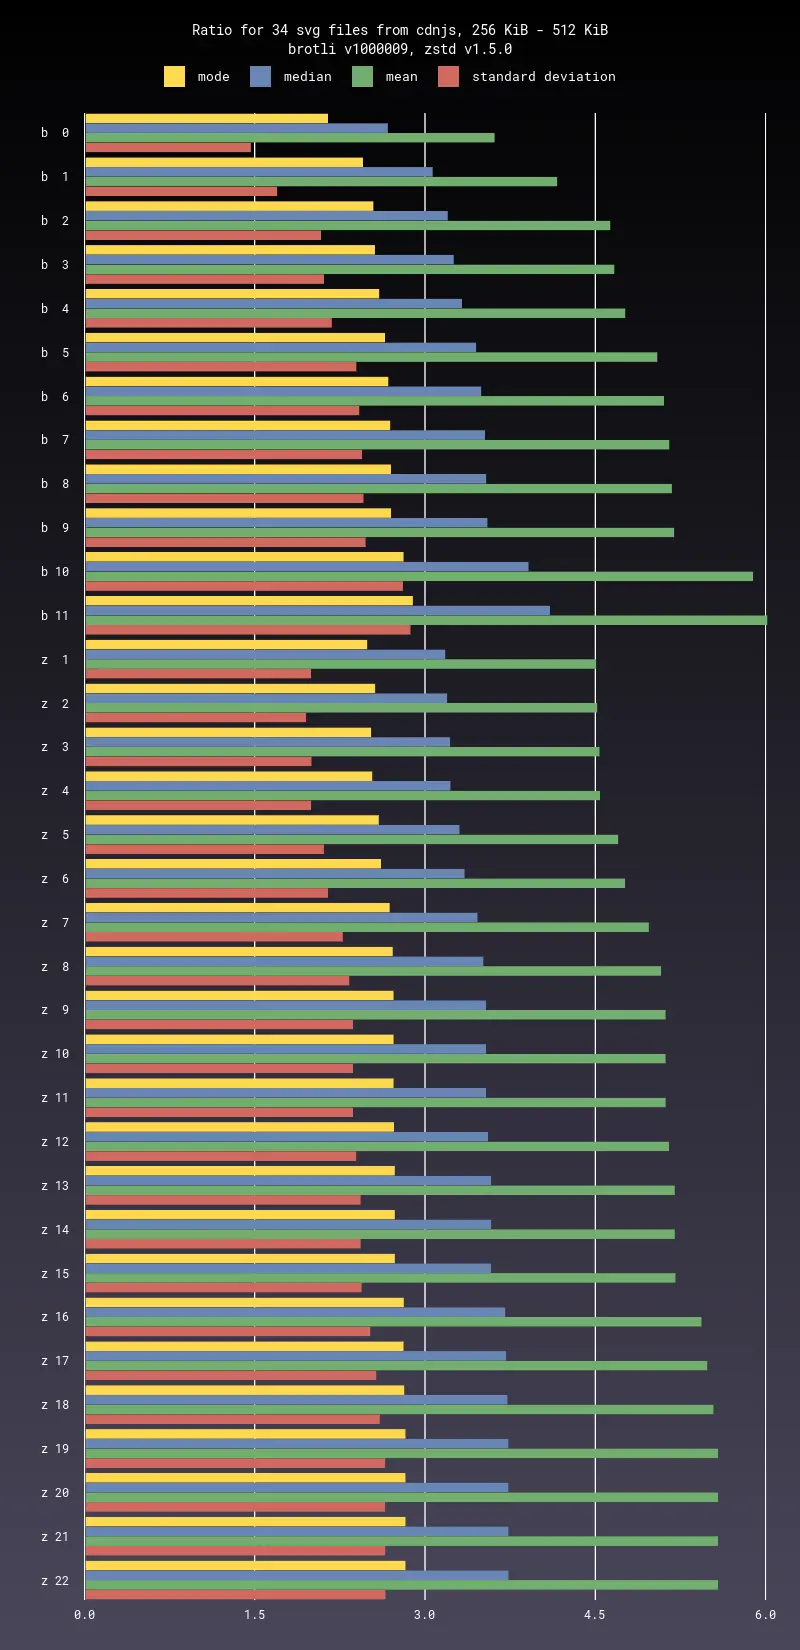 Ratio for 34 svg files from cdnjs, 256 KiB - 512 KiB
brotli v1000009, zstd v1.5.0
mode median mean standard deviation
b 0
b 1
b 2
b 3
b 4
b 5
b 6
b 7
b 8
b 9
b 10
b 11
z 1
z 2
z 3
z 4
z 5
z 6
z 7
z 8
z 9
z 10
z 11
z 12
z 13
z 14
z 15
z 16
z 17
z 18
z 19
z 20
z 21
z 22
0.0 1.5 3.0 4.5 6.0